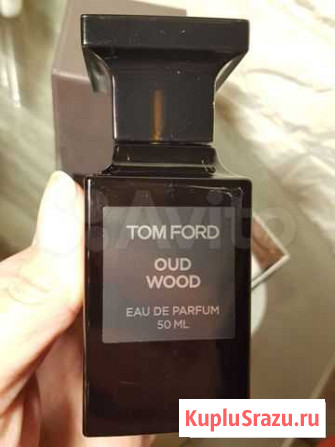 Avito
TOM FORD
OUD
WOOD
EAU DE PARFUM
50 ML
KupluSrazu.ru